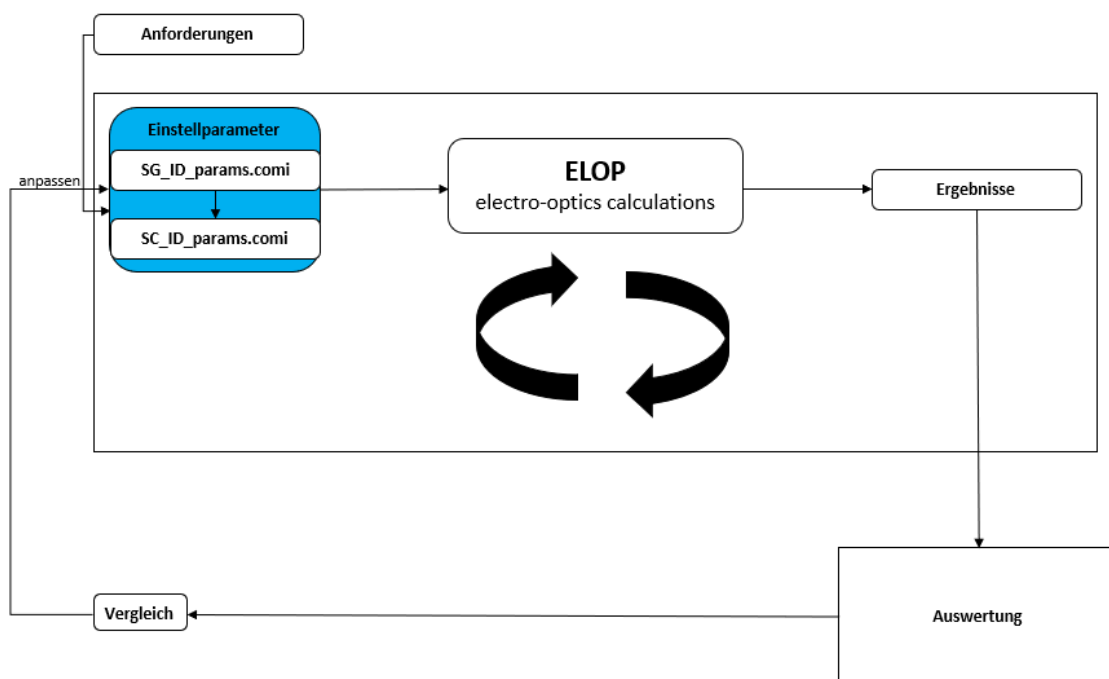 Anforderungen
Einstellparameter
SG_ID_params.comi
SC_ID_params.comi
anpassen
ELOP
electro-optics calculations
Ergebnisse
Vergleich
Auswertung